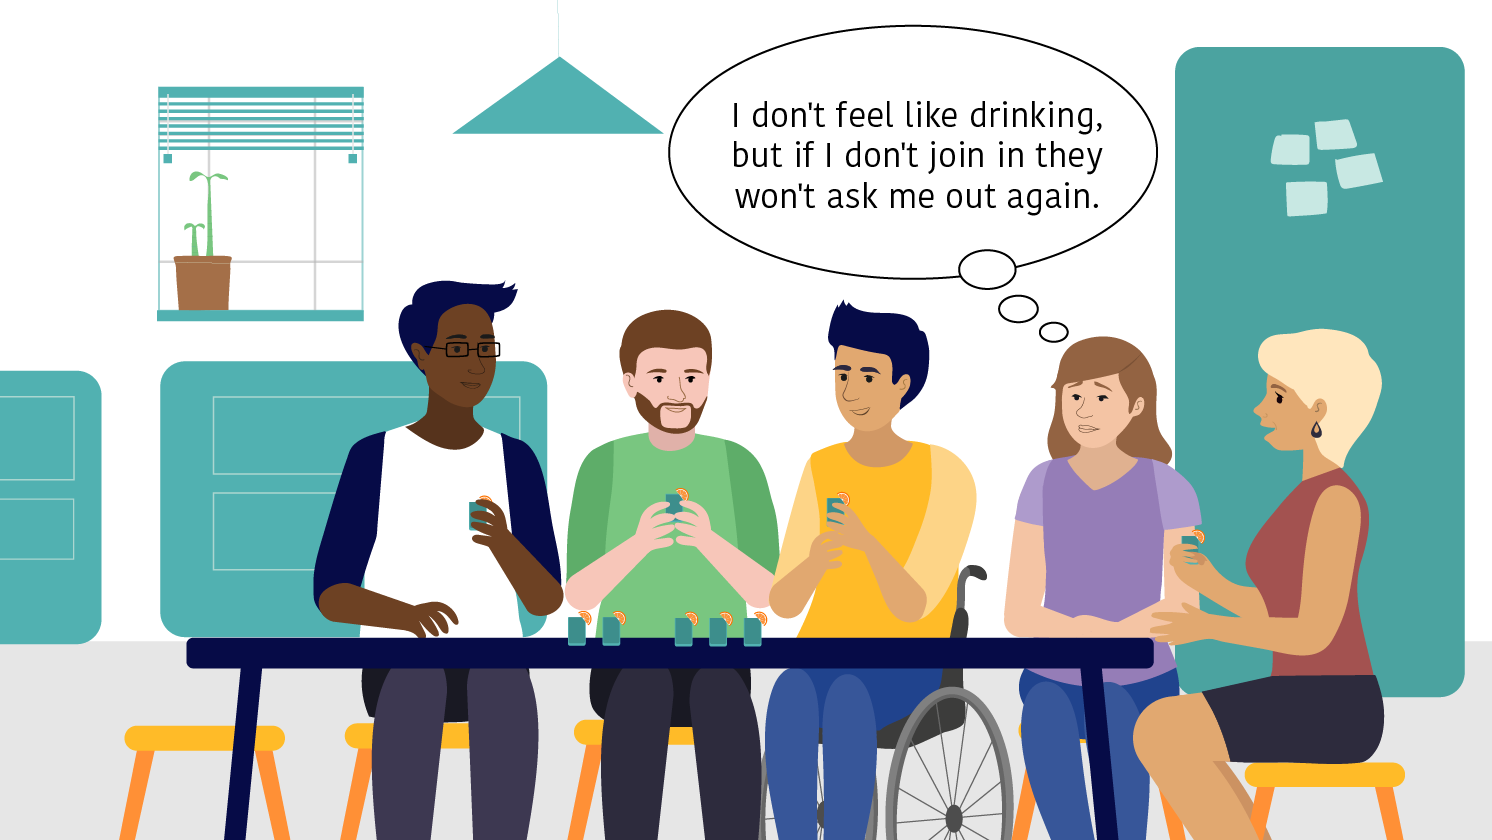 I don't feel like drinking,
but if I don't join in they
won't ask me out again.